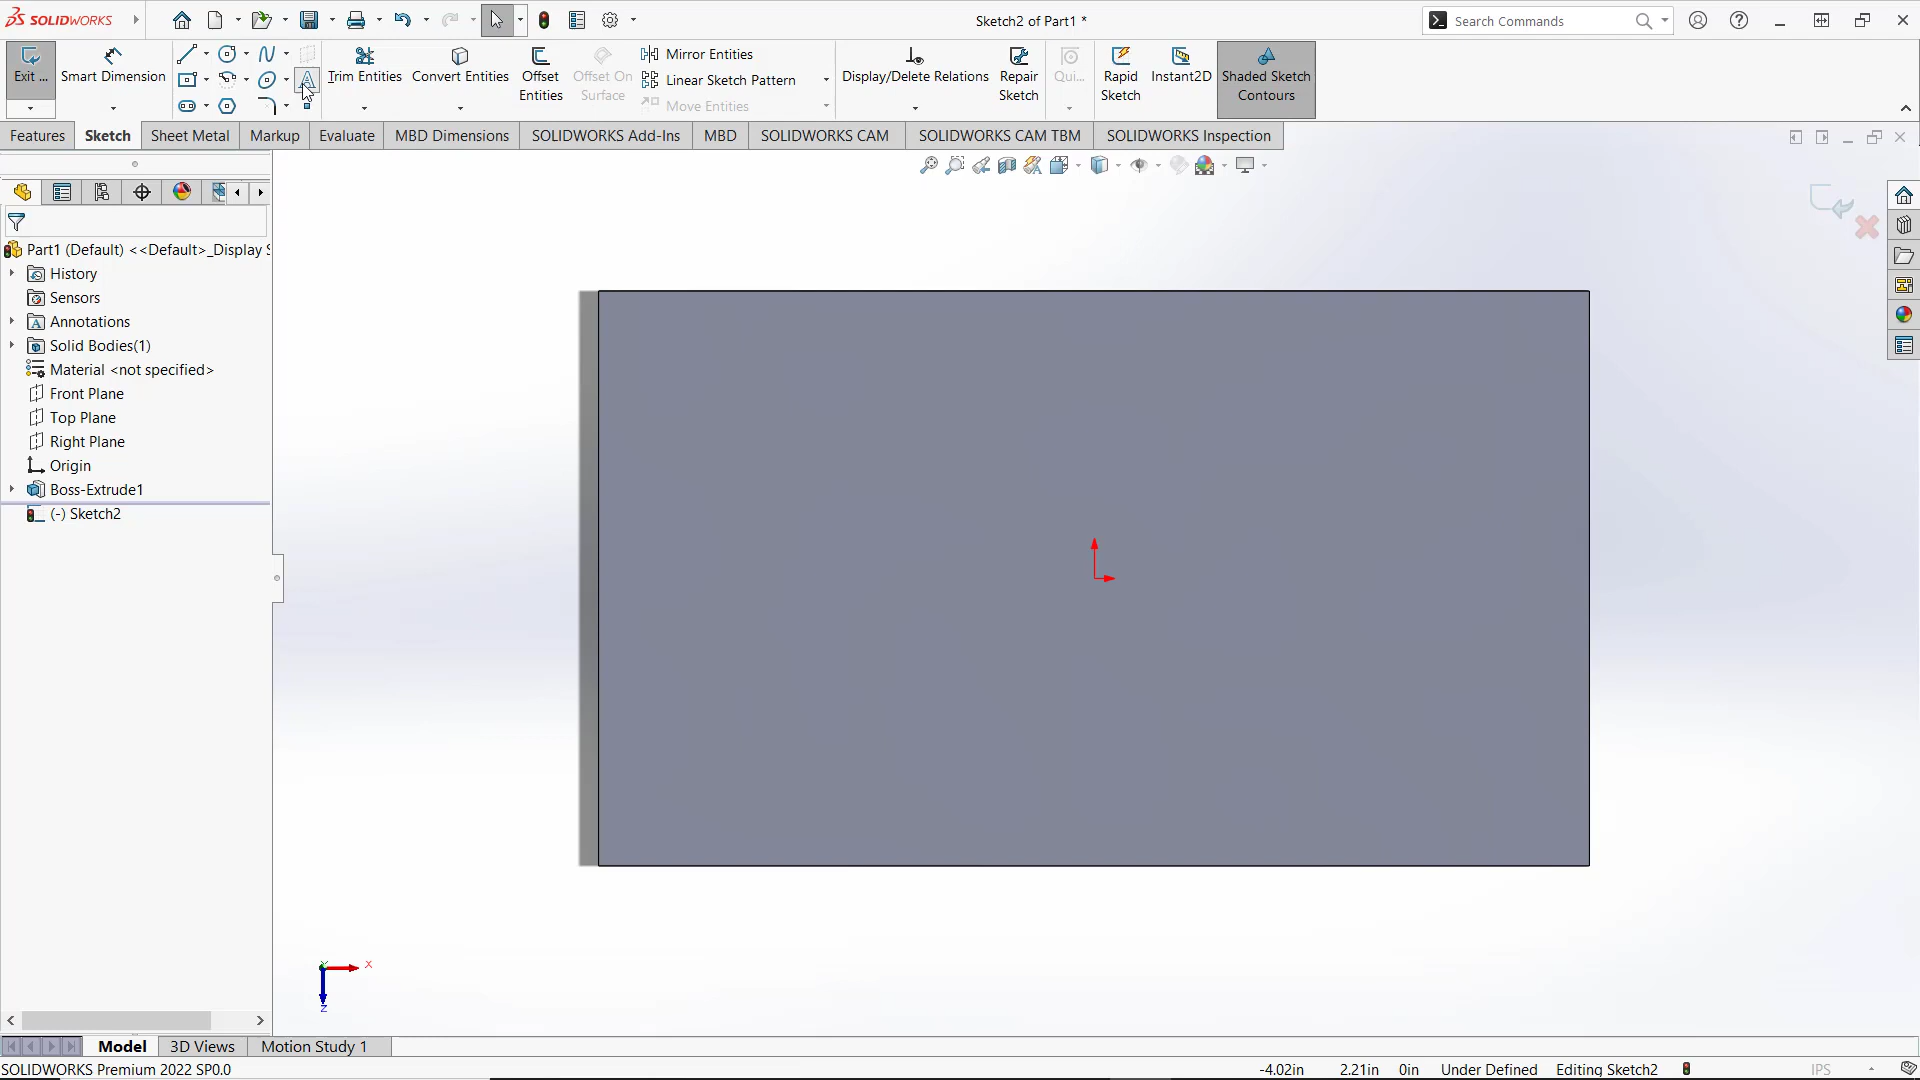 SOLIDWORKS
Sketch2 of Part1 *
Search Commands
Exit ...
Smart Dimension
Trim Entities
Convert Entities
Offset Entities
Offset On Surface
Mirror Entities
Linear Sketch Pattern
Move Entities
Display/Delete Relations
Repair Sketch
Qui...
Rapid Sketch
Instant2D
Shaded Sketch Contours
Features
Sketch
Sheet Metal
Markup
Evaluate
MBD Dimensions
SOLIDWORKS Add-Ins
MBD
SOLIDWORKS CAM
SOLIDWORKS CAM TBM
SOLIDWORKS Inspection
Part1 (Default) <<Default>_Display S
History
Sensors
Annotations
Solid Bodies(1)
Material <not specified>
Front Plane
Top Plane
Right Plane
Origin
Boss-Extrude1
(-) Sketch2
Y
X
Z
Model
3D Views
Motion Study 1
SOLIDWORKS Premium 2022 SP0.0
-4.02in
2.21in
0in
Under Defined
Editing Sketch2
IPS